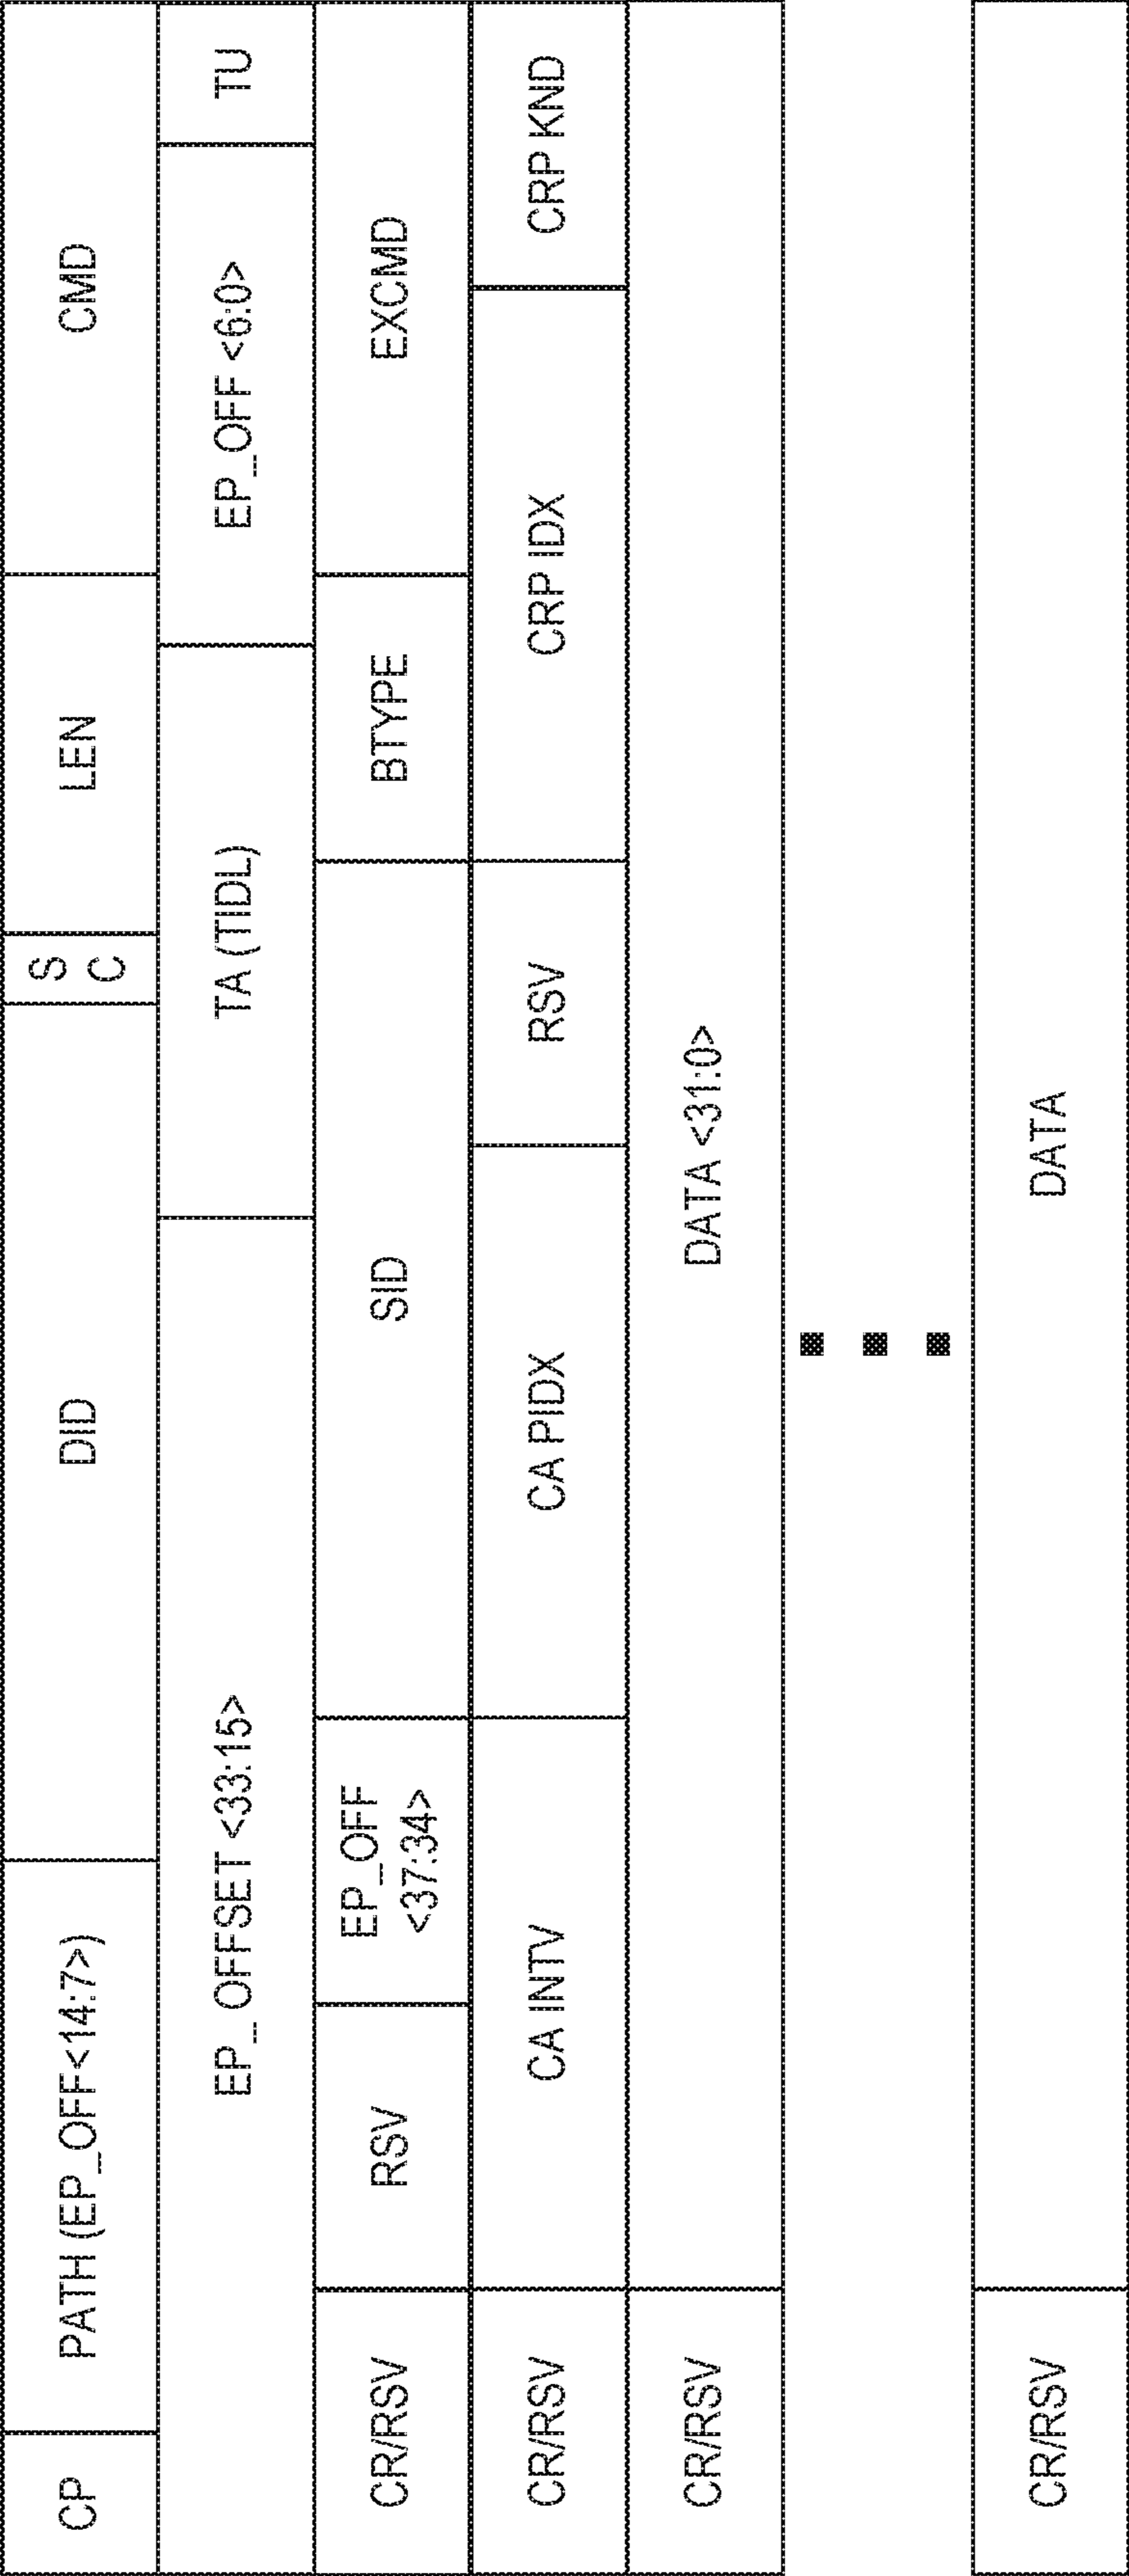 CP
PATH (EP_OFF<14:7>)
DID
S
C
LEN
CMD
EP_OFFSET <33:15>
TA (TIDL)
EP_OFF <6:0>
TU
CR/RSV
RSV
EP_OFF
<37:34>
SID
BTYPE
EXCMD
CR/RSV
CA INTV
CA PIDX
RSV
CRP IDX
CRP KND
CR/RSV
DATA <31:0>
CR/RSV
DATA